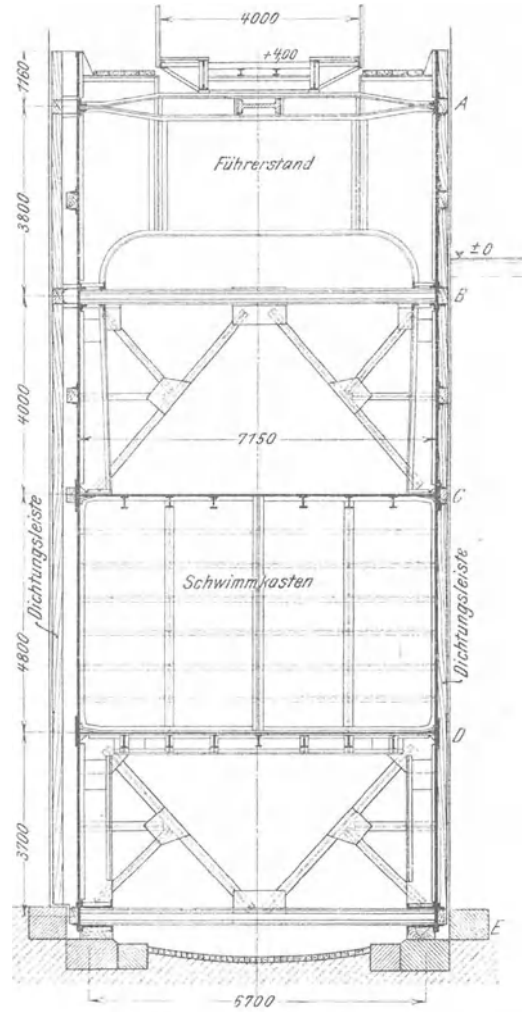 4000
+4,00
1160
A
Führerstand
3800
±0
B
4000
7150
C
Dichtungsleiste
Schwimmkasten
Dichtungsleiste
4800
D
3700
E
6700